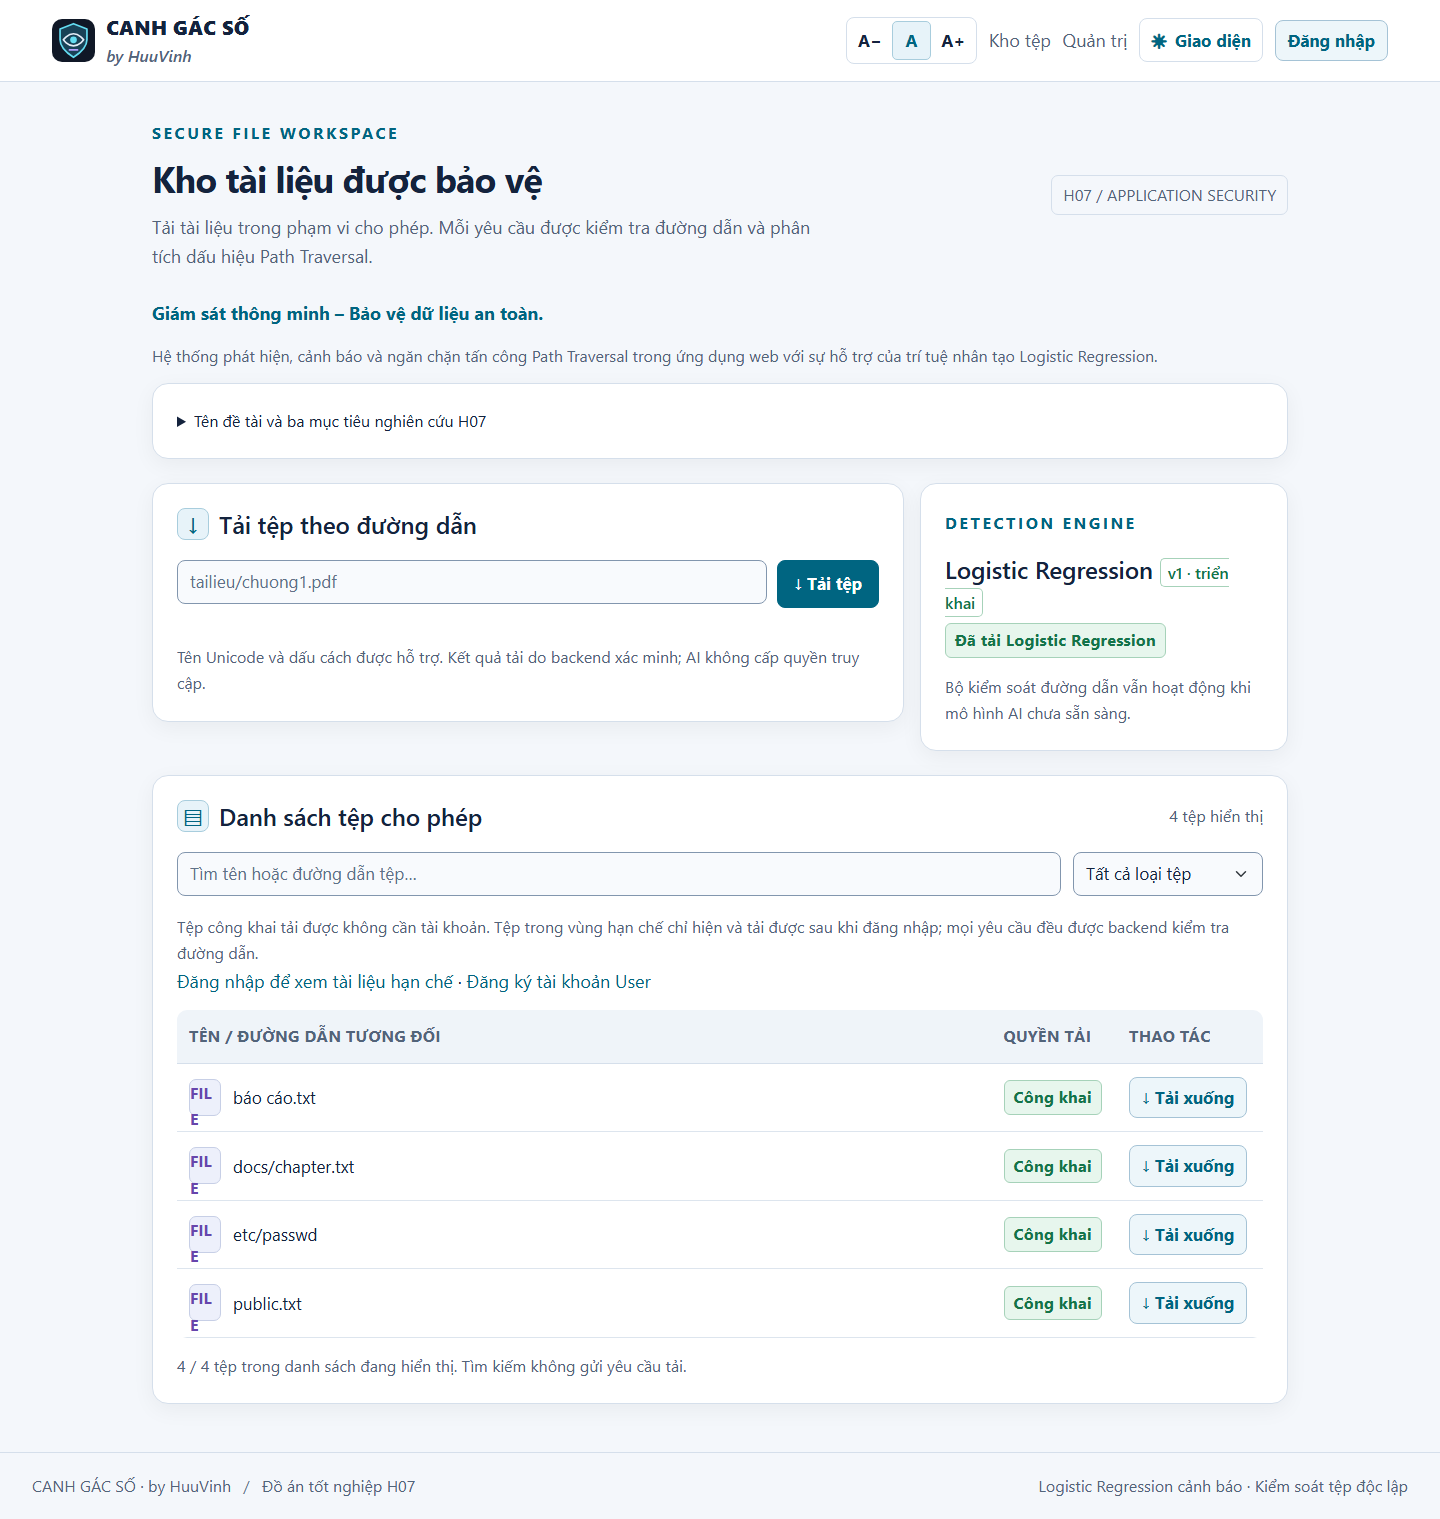 CANH GÁC SỐ
by HuuVinh
A− A A+ Kho tệp Quản trị Giao diện Đăng nhập
SECURE FILE WORKSPACE
Kho tài liệu được bảo vệ
H07 / APPLICATION SECURITY
Tải tài liệu trong phạm vi cho phép. Mỗi yêu cầu được kiểm tra đường dẫn và phân
tích dấu hiệu Path Traversal.
Giám sát thông minh – Bảo vệ dữ liệu an toàn.
Hệ thống phát hiện, cảnh báo và ngăn chặn tấn công Path Traversal trong ứng dụng web với sự hỗ trợ của trí tuệ nhân tạo Logistic Regression.
▶ Tên đề tài và ba mục tiêu nghiên cứu H07
↓ Tải tệp theo đường dẫn
tailieu/chuong1.pdf
↓ Tải tệp
Tên Unicode và dấu cách được hỗ trợ. Kết quả tải do backend xác minh; AI không cấp quyền truy
cập.
DETECTION ENGINE
Logistic Regression v1 · triển
khai
Đã tải Logistic Regression
Bộ kiểm soát đường dẫn vẫn hoạt động khi
mô hình AI chưa sẵn sàng.
Danh sách tệp cho phép
4 tệp hiển thị
Tìm tên hoặc đường dẫn tệp...
Tất cả loại tệp
Tệp công khai tải được không cần tài khoản. Tệp trong vùng hạn chế chỉ hiện và tải được sau khi đăng nhập; mọi yêu cầu đều được backend kiểm tra
đường dẫn.
Đăng nhập để xem tài liệu hạn chế · Đăng ký tài khoản User
TÊN / ĐƯỜNG DẪN TƯƠNG ĐỐI QUYỀN TẢI THAO TÁC
FIL
E
báo cáo.txt Công khai ↓ Tải xuống
FIL
E
docs/chapter.txt Công khai ↓ Tải xuống
FIL
E
etc/passwd Công khai ↓ Tải xuống
FIL
E
public.txt Công khai ↓ Tải xuống
4 / 4 tệp trong danh sách đang hiển thị. Tìm kiếm không gửi yêu cầu tải.
CANH GÁC SỐ · by HuuVinh / Đồ án tốt nghiệp H07
Logistic Regression cảnh báo · Kiểm soát tệp độc lập